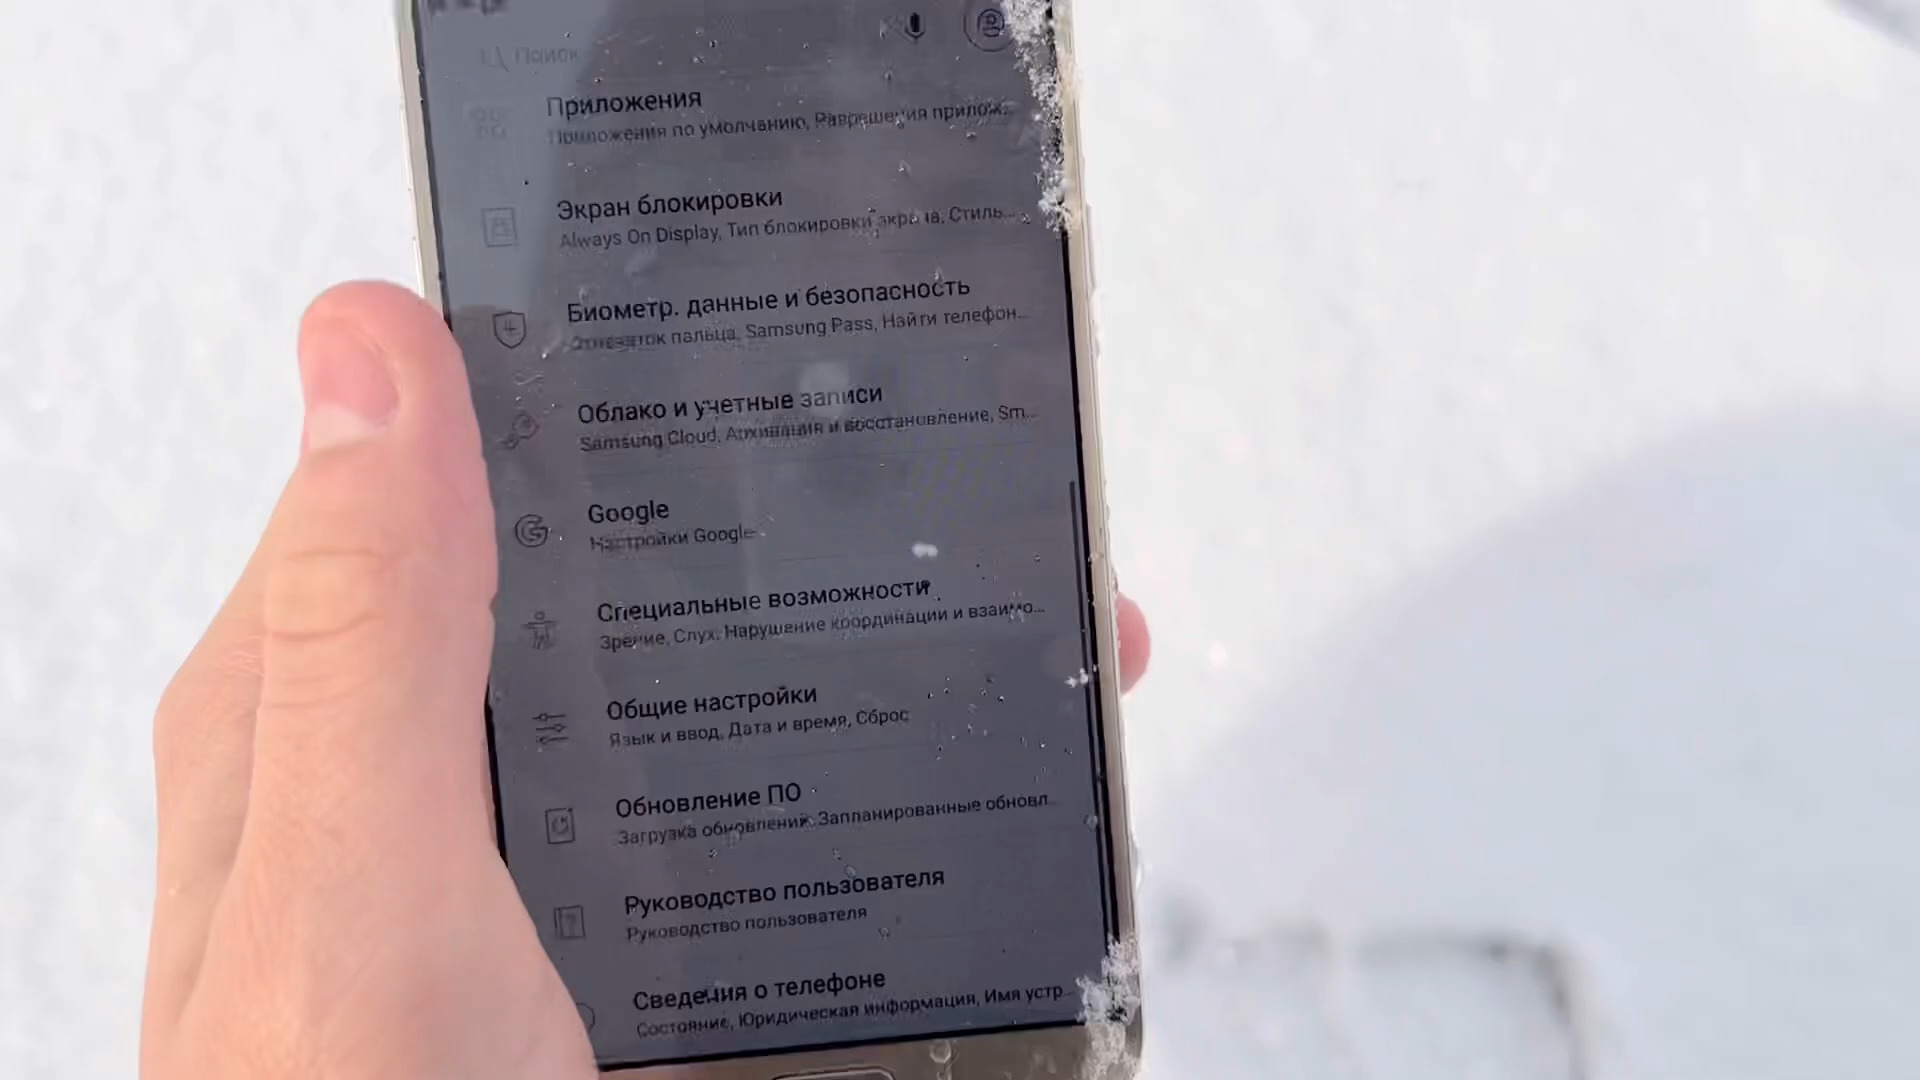 Поиск
Приложения
Приложения по умолчанию, Разрешения прилож...
Экран блокировки
Always On Display, Тип блокировки экрана, Стиль...
Биометр. данные и безопасность
Отпечаток пальца, Samsung Pass, Найти телефон...
Облако и учетные записи
Samsung Cloud, Архивация и восстановление, Sm...
Google
Настройки Google
Специальные возможности
Зрение, Слух, Нарушение координации и взаимо...
Общие настройки
Язык и ввод, Дата и время, Сброс
Обновление ПО
Загрузка обновлений, Запланированные обновл...
Руководство пользователя
Руководство пользователя
Сведения о телефоне
Состояние, Юридическая информация, Имя устр...